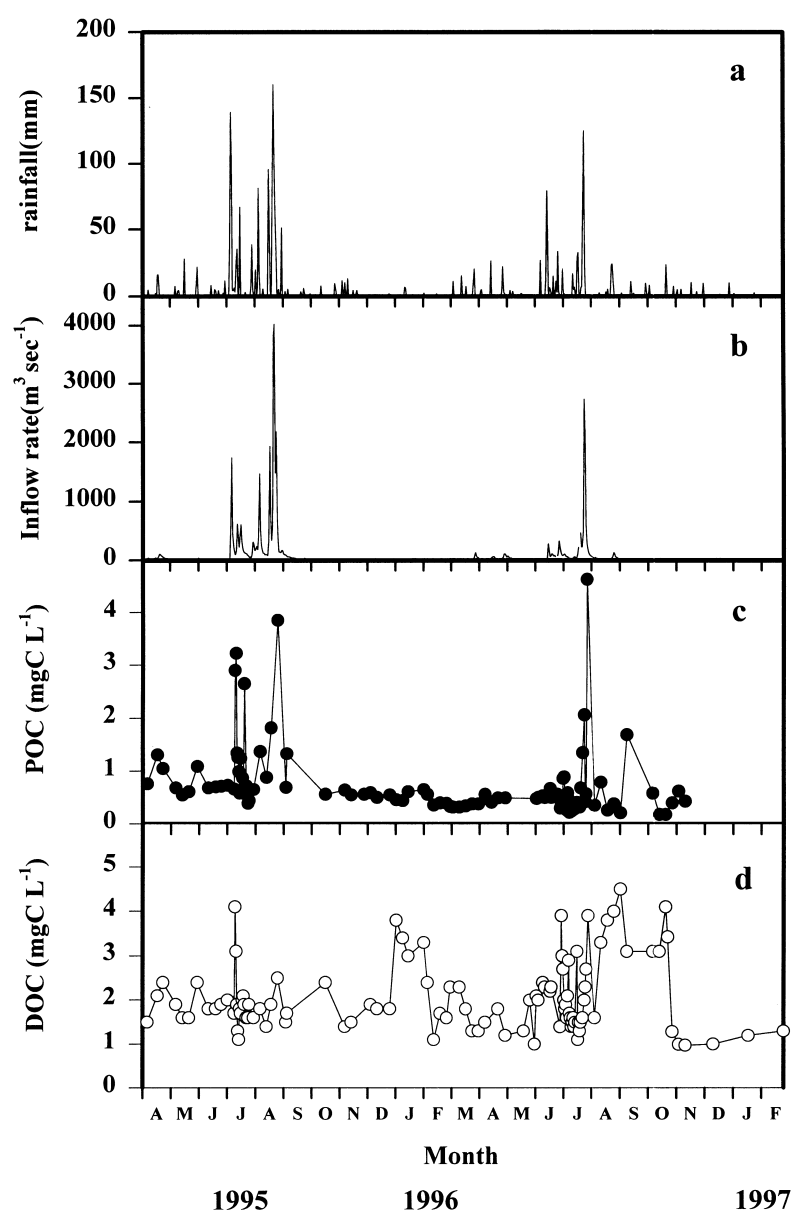 200
150
100
50
0
rainfall(mm)
a
4000
3000
2000
1000
0
Inflow rate(m³ sec⁻¹)
b
4
3
2
1
0
POC (mgC L⁻¹)
c
5
4
3
2
1
0
DOC (mgC L⁻¹)
d
A M J J A S O N D J F M A M J J A S O N D J F
Month
1995 1996 1997